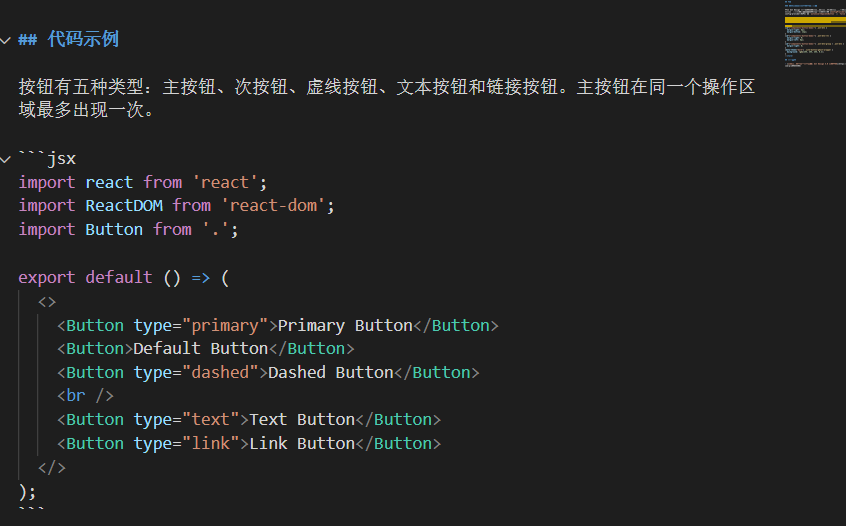 ## 代码示例
按钮有五种类型：主按钮、次按钮、虚线按钮、文本按钮和链接按钮。主按钮在同一个操作区
域最多出现一次。
```jsx
import react from 'react';
import ReactDOM from 'react-dom';
import Button from '.';
export default () => (
<>
<Button type="primary">Primary Button</Button>
<Button>Default Button</Button>
<Button type="dashed">Dashed Button</Button>
<br />
<Button type="text">Text Button</Button>
<Button type="link">Link Button</Button>
</>
);
```